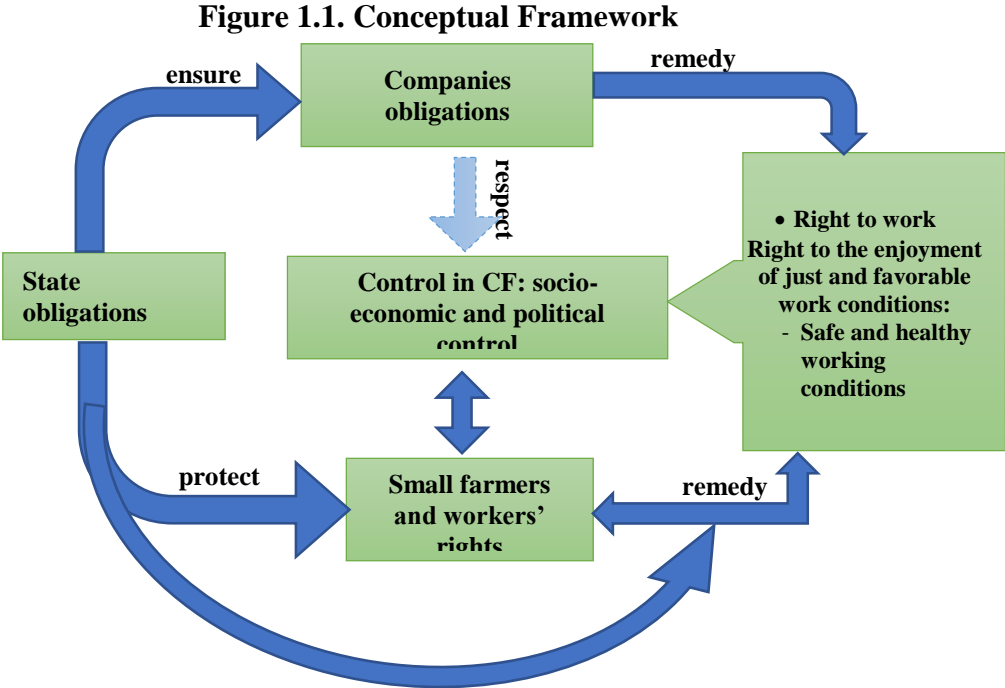 Figure 1.1. Conceptual Framework
ensure
Companies
obligations
remedy
respect
• Right to work
Right to the enjoyment
of just and favorable
work conditions:
- Safe and healthy
working
conditions
State
obligations
Control in CF: socio-
economic and political
control
protect
Small farmers
and workers’
rights
remedy